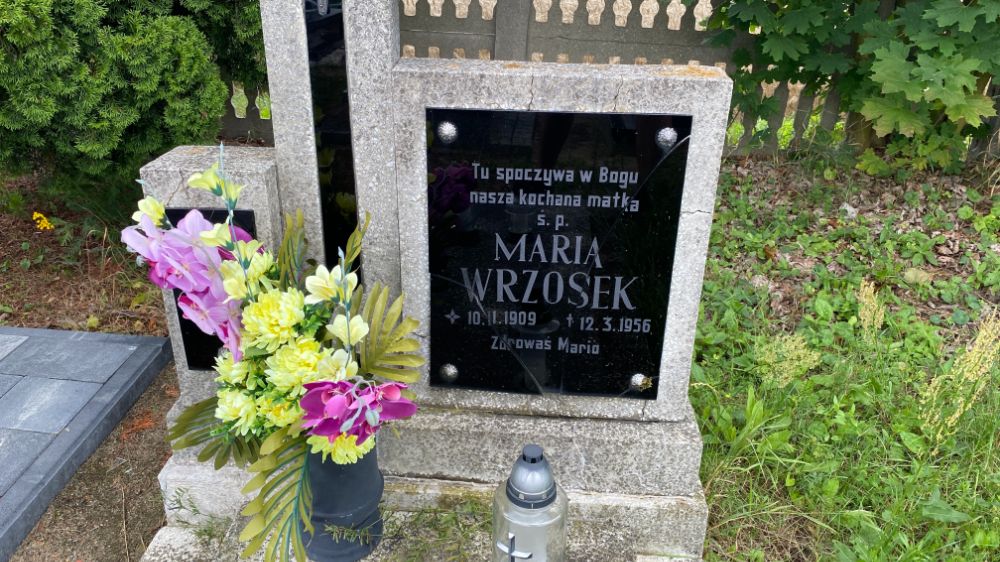 Tu spoczywa w Bogu
nasza kochana matka
ś. p.
MARIA
WRZOSEK
✧ 10.11.1909 † 12.3.1956
Zdrowaś Mario